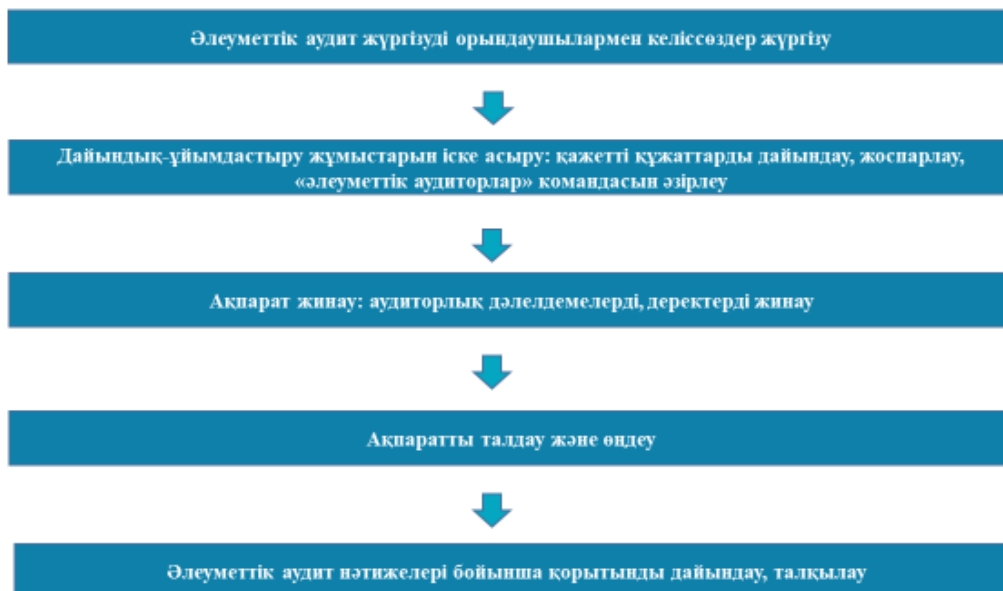 Әлеуметтік аудит жүргізуді орындаушылармен келіссөздер жүргізу
Дайындық-ұйымдастыру жұмыстарын іске асыру: қажетті құжаттарды дайындау, жоспарлау,
«әлеуметтік аудиторлар» командасын әзірлеу
Ақпарат жинау: аудиторлық дәлелдемелерді, деректерді жинау
Ақпаратты талдау және өңдеу
Әлеуметтік аудит нәтижелері бойынша қорытынды дайындау, талқылау